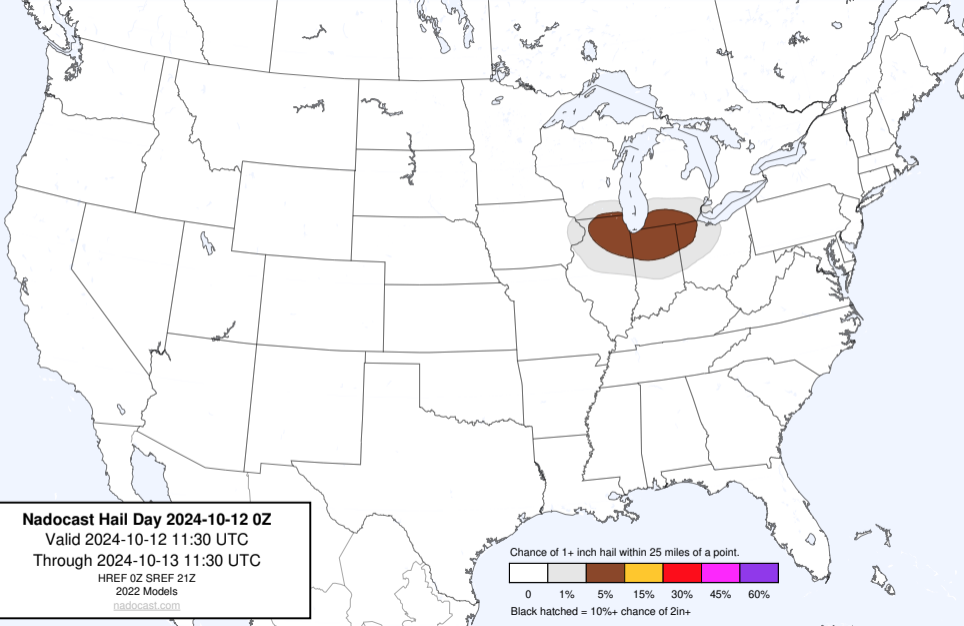 Nadocast Hail Day 2024-10-12 0Z
Valid 2024-10-12 11:30 UTC
Through 2024-10-13 11:30 UTC
HREF 0Z SREF 21Z
2022 Models
nadocast.com
Chance of 1+ inch hail within 25 miles of a point.
0 1% 5% 15% 30% 45% 60%
Black hatched = 10%+ chance of 2in+